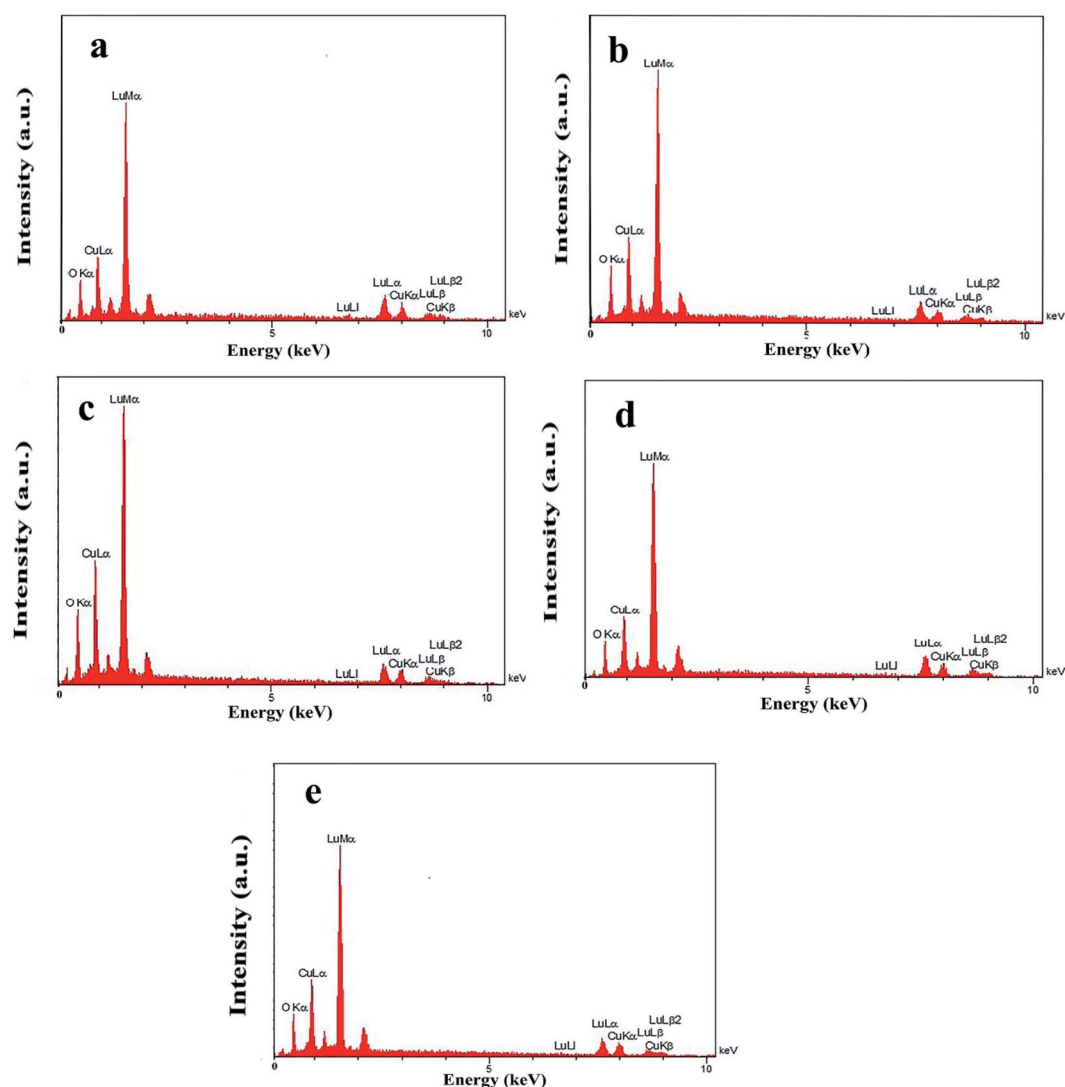 a
Intensity (a.u.)
LuMα
CuLα
O Kα
LuLβ2
LuLα
LuLβ
CuKα
CuKβ
LuLl
keV
0 5 10
Energy (keV)
b
Intensity (a.u.)
LuMα
CuLα
O Kα
LuLβ2
LuLα
LuLβ
CuKα
CuKβ
LuLl
keV
0 5 10
Energy (keV)
c
Intensity (a.u.)
LuMα
CuLα
O Kα
LuLβ2
LuLα
LuLβ
CuKα
CuKβ
LuLl
keV
0 5 10
Energy (keV)
d
Intensity (a.u.)
LuMα
CuLα
O Kα
LuLβ2
LuLα
LuLβ
CuKα
CuKβ
LuLl
keV
0 5 10
Energy (keV)
e
Intensity (a.u.)
LuMα
CuLα
O Kα
LuLβ2
LuLα
LuLβ
CuKα
CuKβ
LuLl
keV
0 5 10
Energy (keV)